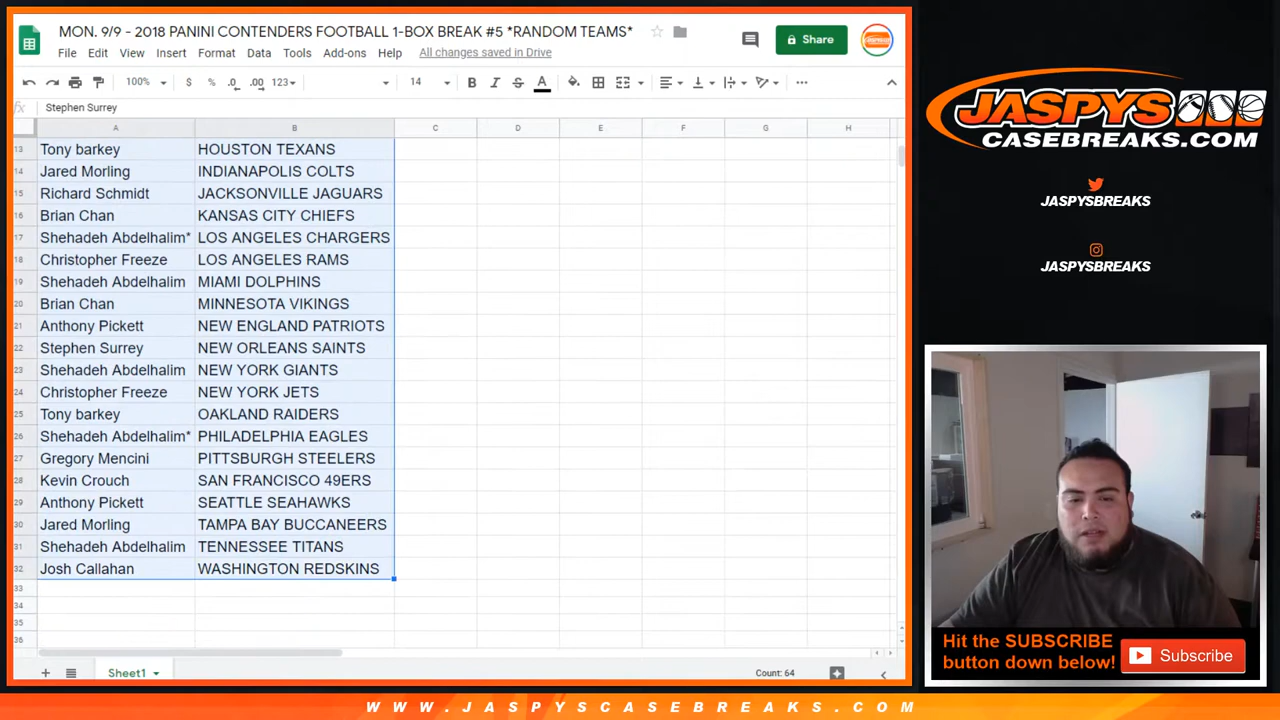 MON. 9/9 - 2018 PANINI CONTENDERS FOOTBALL 1-BOX BREAK #5 *RANDOM TEAMS*
Share
File Edit View Insert Format Data Tools Add-ons Help All changes saved in Drive
100% $ % .0 .00 123 14 B I S A
fx Stephen Surrey
A B C D E F G H
13 Tony barkey HOUSTON TEXANS
14 Jared Morling INDIANAPOLIS COLTS
15 Richard Schmidt JACKSONVILLE JAGUARS
16 Brian Chan KANSAS CITY CHIEFS
17 Shehadeh Abdelhalim* LOS ANGELES CHARGERS
18 Christopher Freeze LOS ANGELES RAMS
19 Shehadeh Abdelhalim MIAMI DOLPHINS
20 Brian Chan MINNESOTA VIKINGS
21 Anthony Pickett NEW ENGLAND PATRIOTS
22 Stephen Surrey NEW ORLEANS SAINTS
23 Shehadeh Abdelhalim NEW YORK GIANTS
24 Christopher Freeze NEW YORK JETS
25 Tony barkey OAKLAND RAIDERS
26 Shehadeh Abdelhalim* PHILADELPHIA EAGLES
27 Gregory Mencini PITTSBURGH STEELERS
28 Kevin Crouch SAN FRANCISCO 49ERS
29 Anthony Pickett SEATTLE SEAHAWKS
30 Jared Morling TAMPA BAY BUCCANEERS
31 Shehadeh Abdelhalim TENNESSEE TITANS
32 Josh Callahan WASHINGTON REDSKINS
33
34
35
36
Sheet1
Count: 64
JASPYS
CASEBREAKS.COM
JASPYSBREAKS
JASPYSBREAKS
Hit the SUBSCRIBE
button down below!
Subscribe
WWW.JASPYSCASEBREAKS.COM